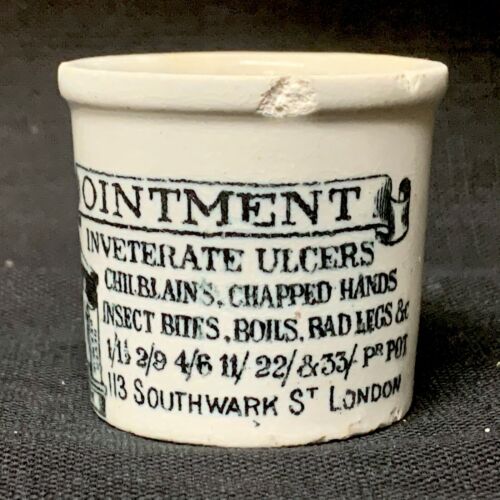 OINTMENT
INVETERATE ULCERS
CHILBLAINS, CHAPPED HANDS
INSECT BITES, BOILS, BAD LEGS &c
1/1½ 2/9 4/6 11/ 22/ & 33/- PR POT
113 SOUTHWARK ST LONDON